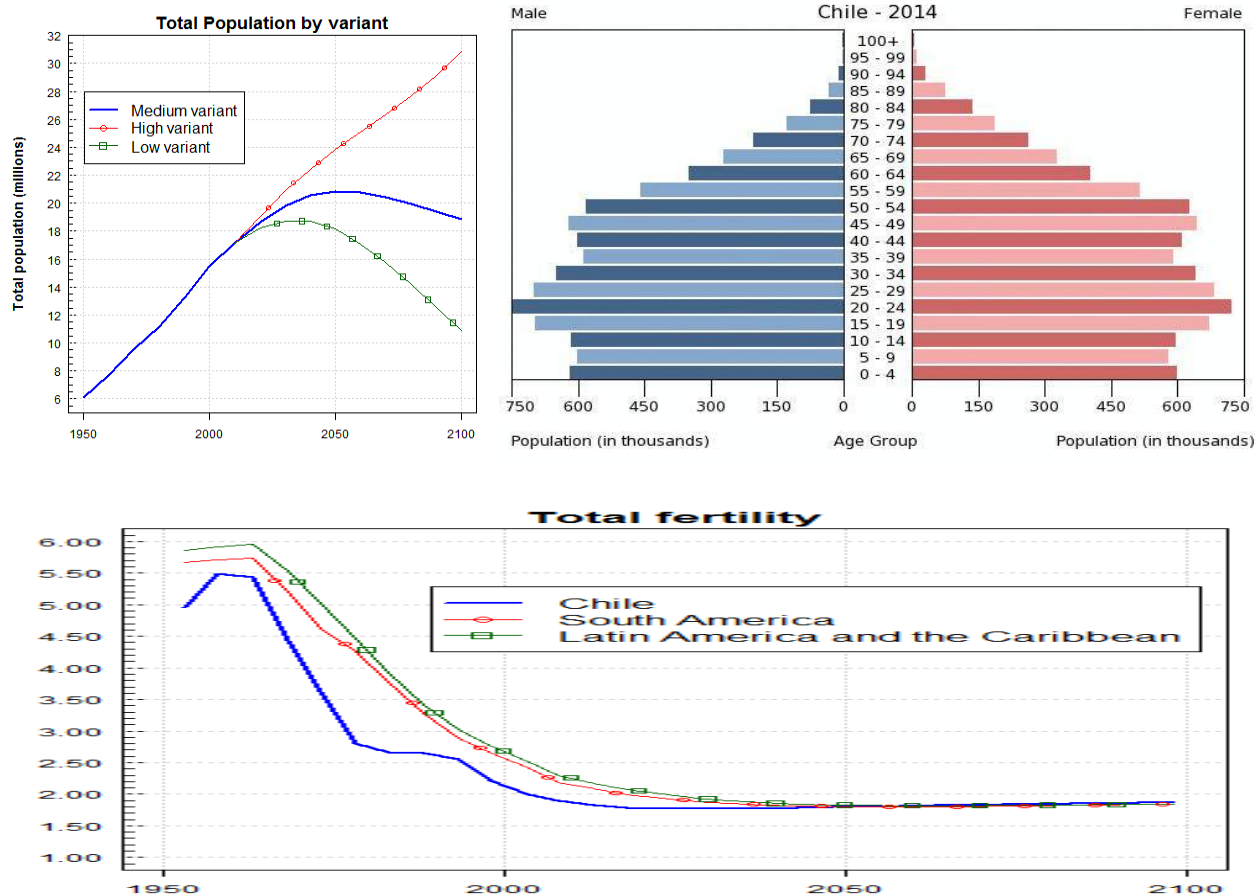 Total Population by variant
Total population (millions)
32
30
28
26
24
22
20
18
16
14
12
10
8
6
1950 2000 2050 2100
Medium variant
High variant
Low variant
Male Chile - 2014 Female
100+
95 - 99
90 - 94
85 - 89
80 - 84
75 - 79
70 - 74
65 - 69
60 - 64
55 - 59
50 - 54
45 - 49
40 - 44
35 - 39
30 - 34
25 - 29
20 - 24
15 - 19
10 - 14
5 - 9
0 - 4
750 600 450 300 150 0 0 150 300 450 600 750
Population (in thousands) Age Group Population (in thousands)
Total fertility
6.00
5.50
5.00
4.50
4.00
3.50
3.00
2.50
2.00
1.50
1.00
Chile
South America
Latin America and the Caribbean
1950 2000 2050 2100